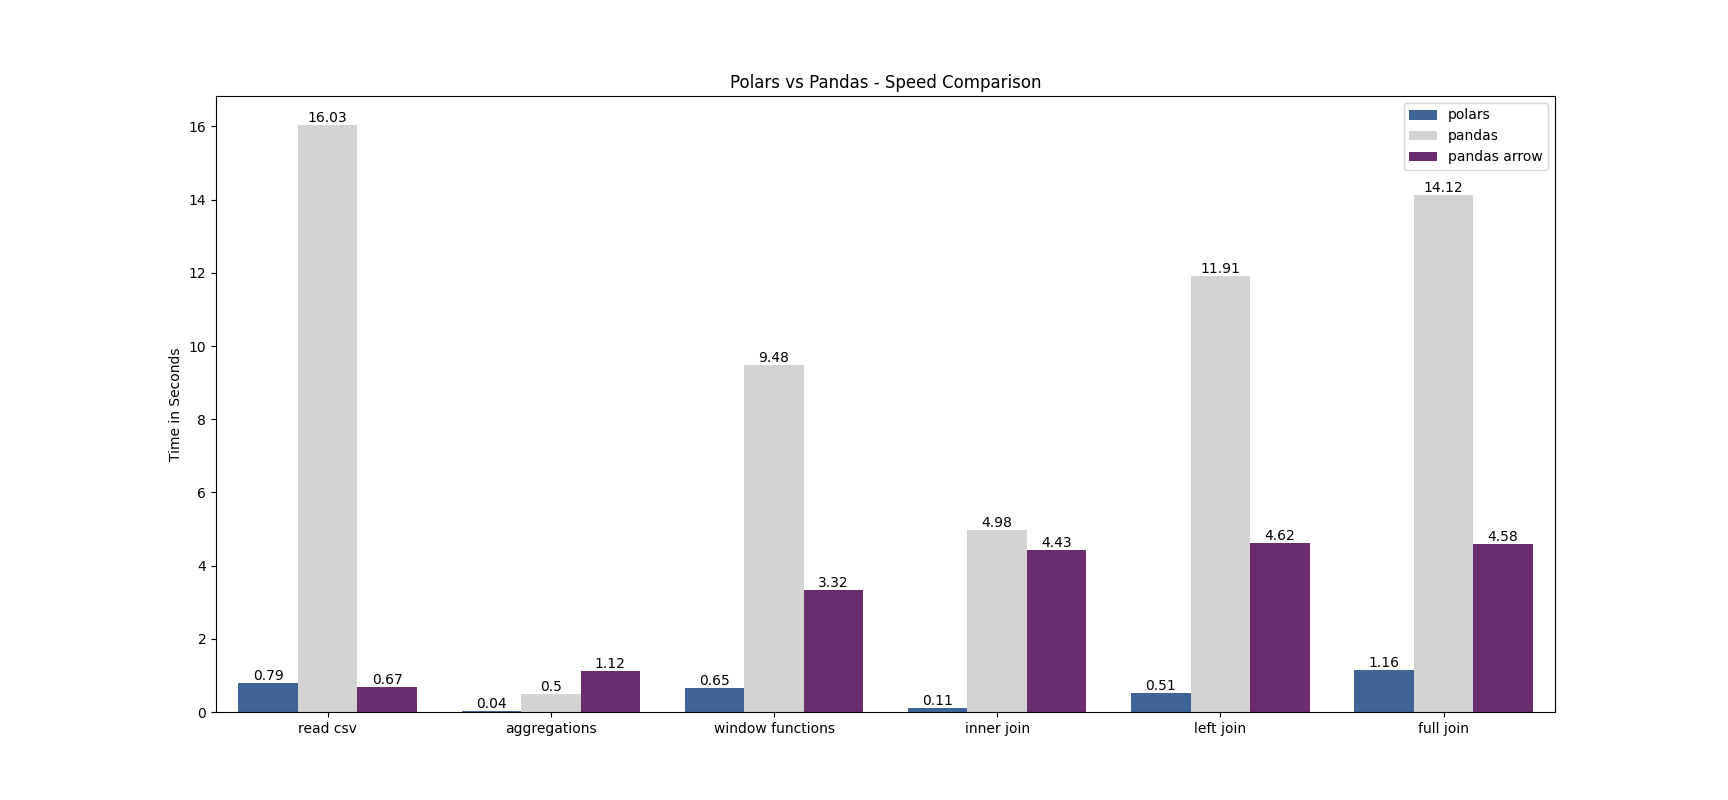 Polars vs Pandas - Speed Comparison
polars
pandas
pandas arrow
Time in Seconds
16
14
12
10
8
6
4
2
0
0.79
16.03
0.67
0.04
0.5
1.12
0.65
9.48
3.32
0.11
4.98
4.43
0.51
11.91
4.62
1.16
14.12
4.58
read csv
aggregations
window functions
inner join
left join
full join